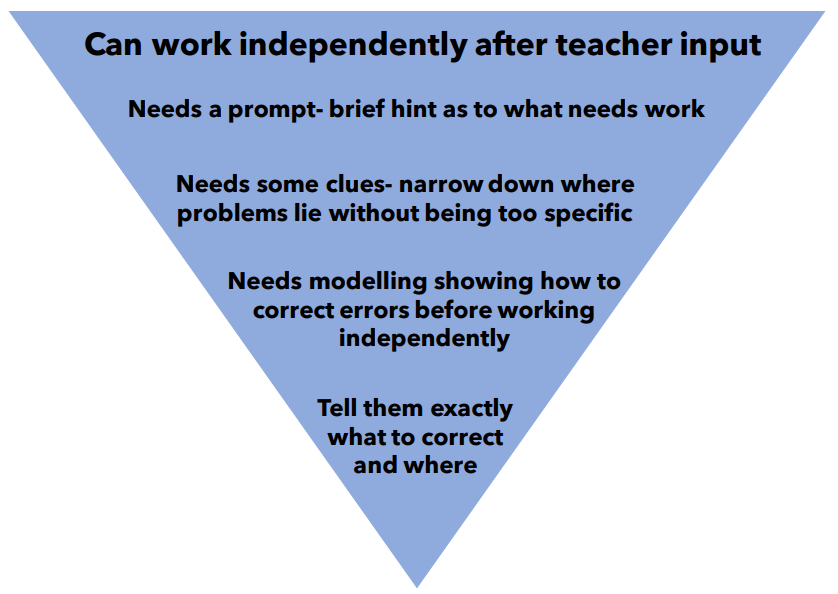 Can work independently after teacher input
Needs a prompt- brief hint as to what needs work
Needs some clues- narrow down where
problems lie without being too specific
Needs modelling showing how to
correct errors before working
independently
Tell them exactly
what to correct
and where